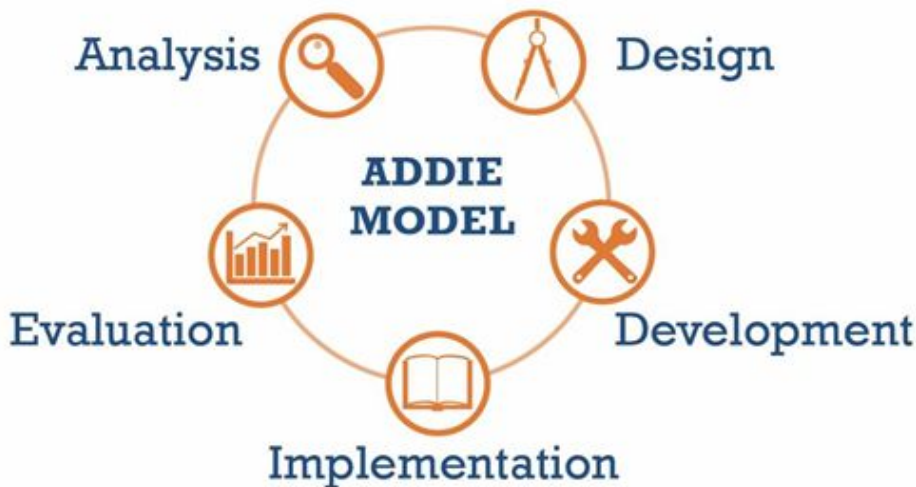 Analysis
Design
ADDIE
MODEL
Evaluation
Development
Implementation